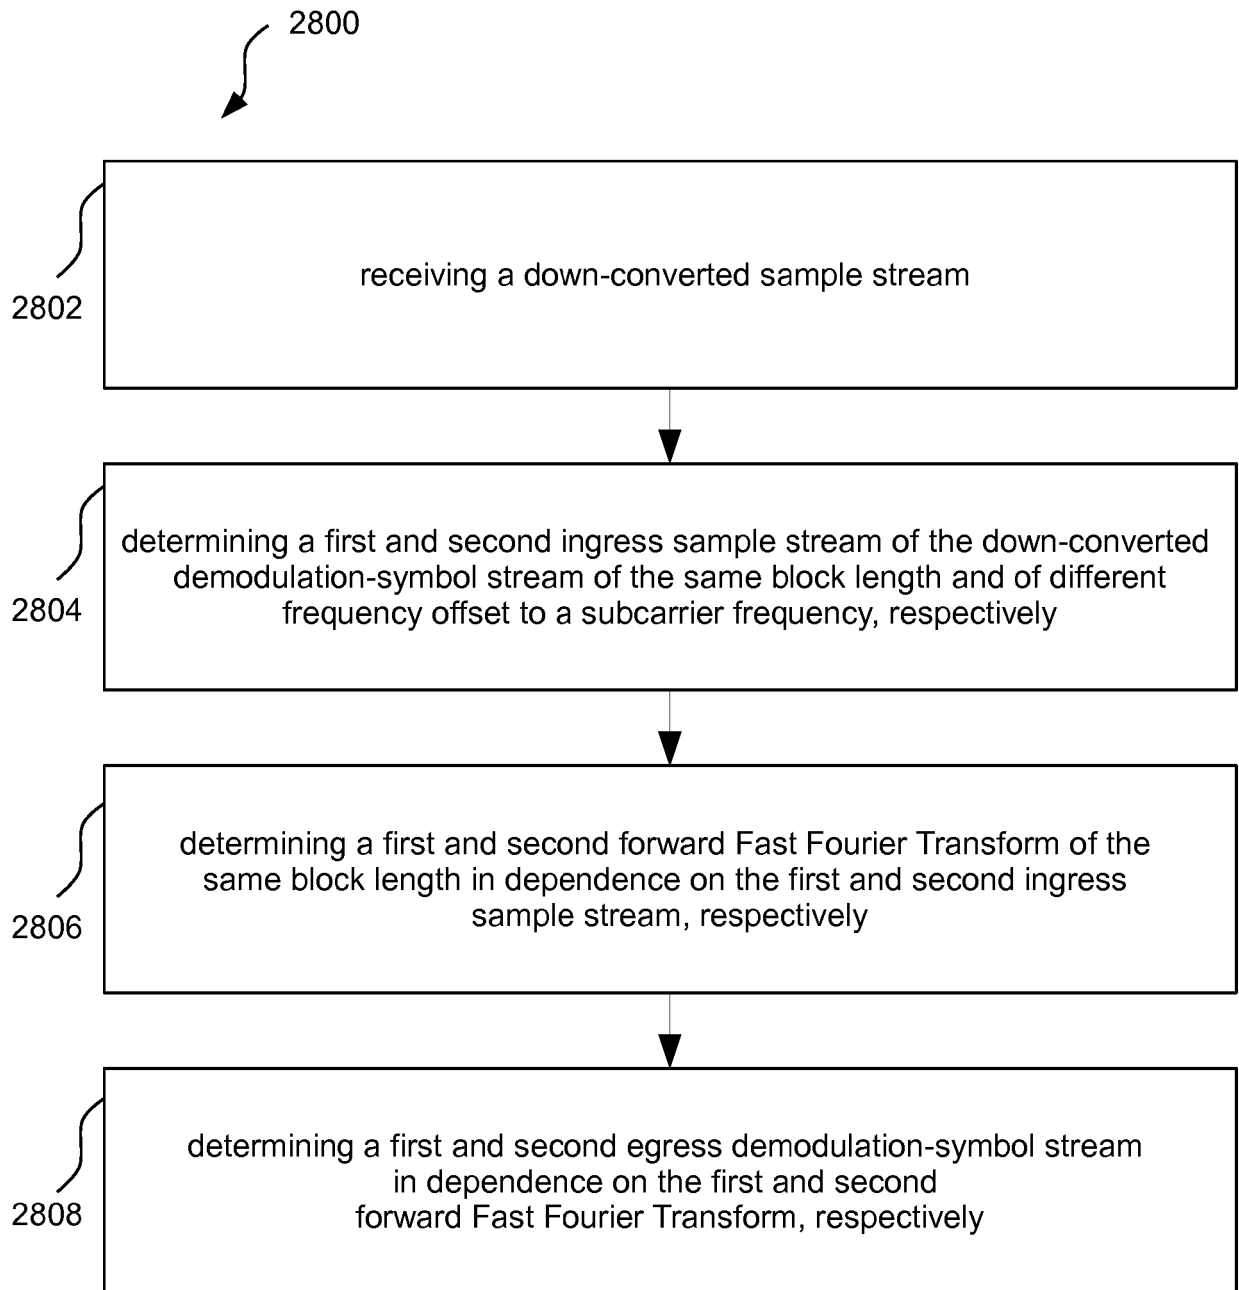 2800
receiving a down-converted sample stream
2802
determining a first and second ingress sample stream of the down-converted
demodulation-symbol stream of the same block length and of different
frequency offset to a subcarrier frequency, respectively
2804
determining a first and second forward Fast Fourier Transform of the
same block length in dependence on the first and second ingress
sample stream, respectively
2806
determining a first and second egress demodulation-symbol stream
in dependence on the first and second
forward Fast Fourier Transform, respectively
2808